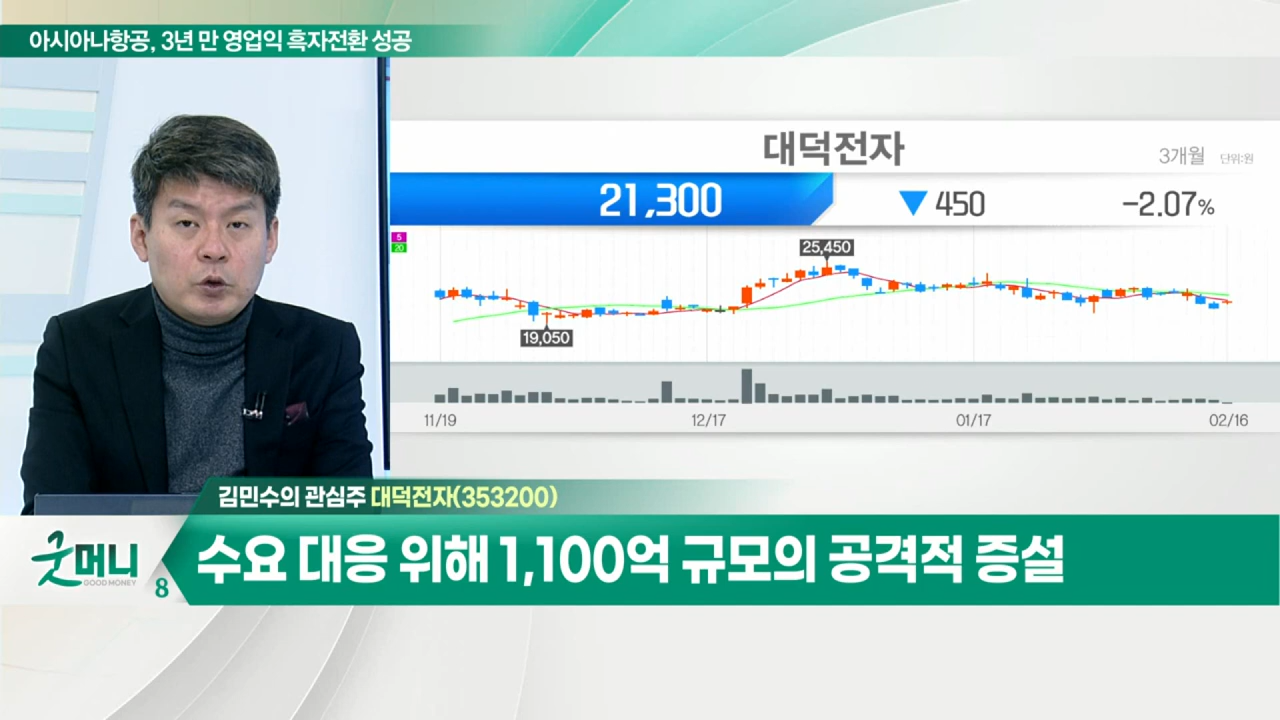 아시아나항공, 3년 만 영업익 흑자전환 성공
대덕전자
3개월 단위:원
21,300 ▼ 450 -2.07%
5
20
25,450
19,050
11/19 12/17 01/17 02/16
김민수의 관심주 대덕전자(353200)
수요 대응 위해 1,100억 규모의 공격적 증설
굿머니
GOOD MONEY
8